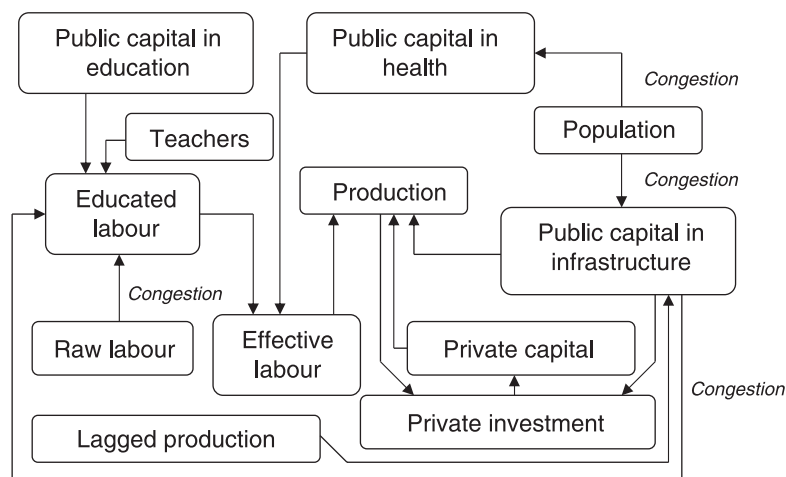 Public capital in
education
Public capital in
health
Congestion
Teachers
Population
Educated
labour
Production
Congestion
Public capital in
infrastructure
Congestion
Raw labour
Effective
labour
Private capital
Congestion
Private investment
Lagged production